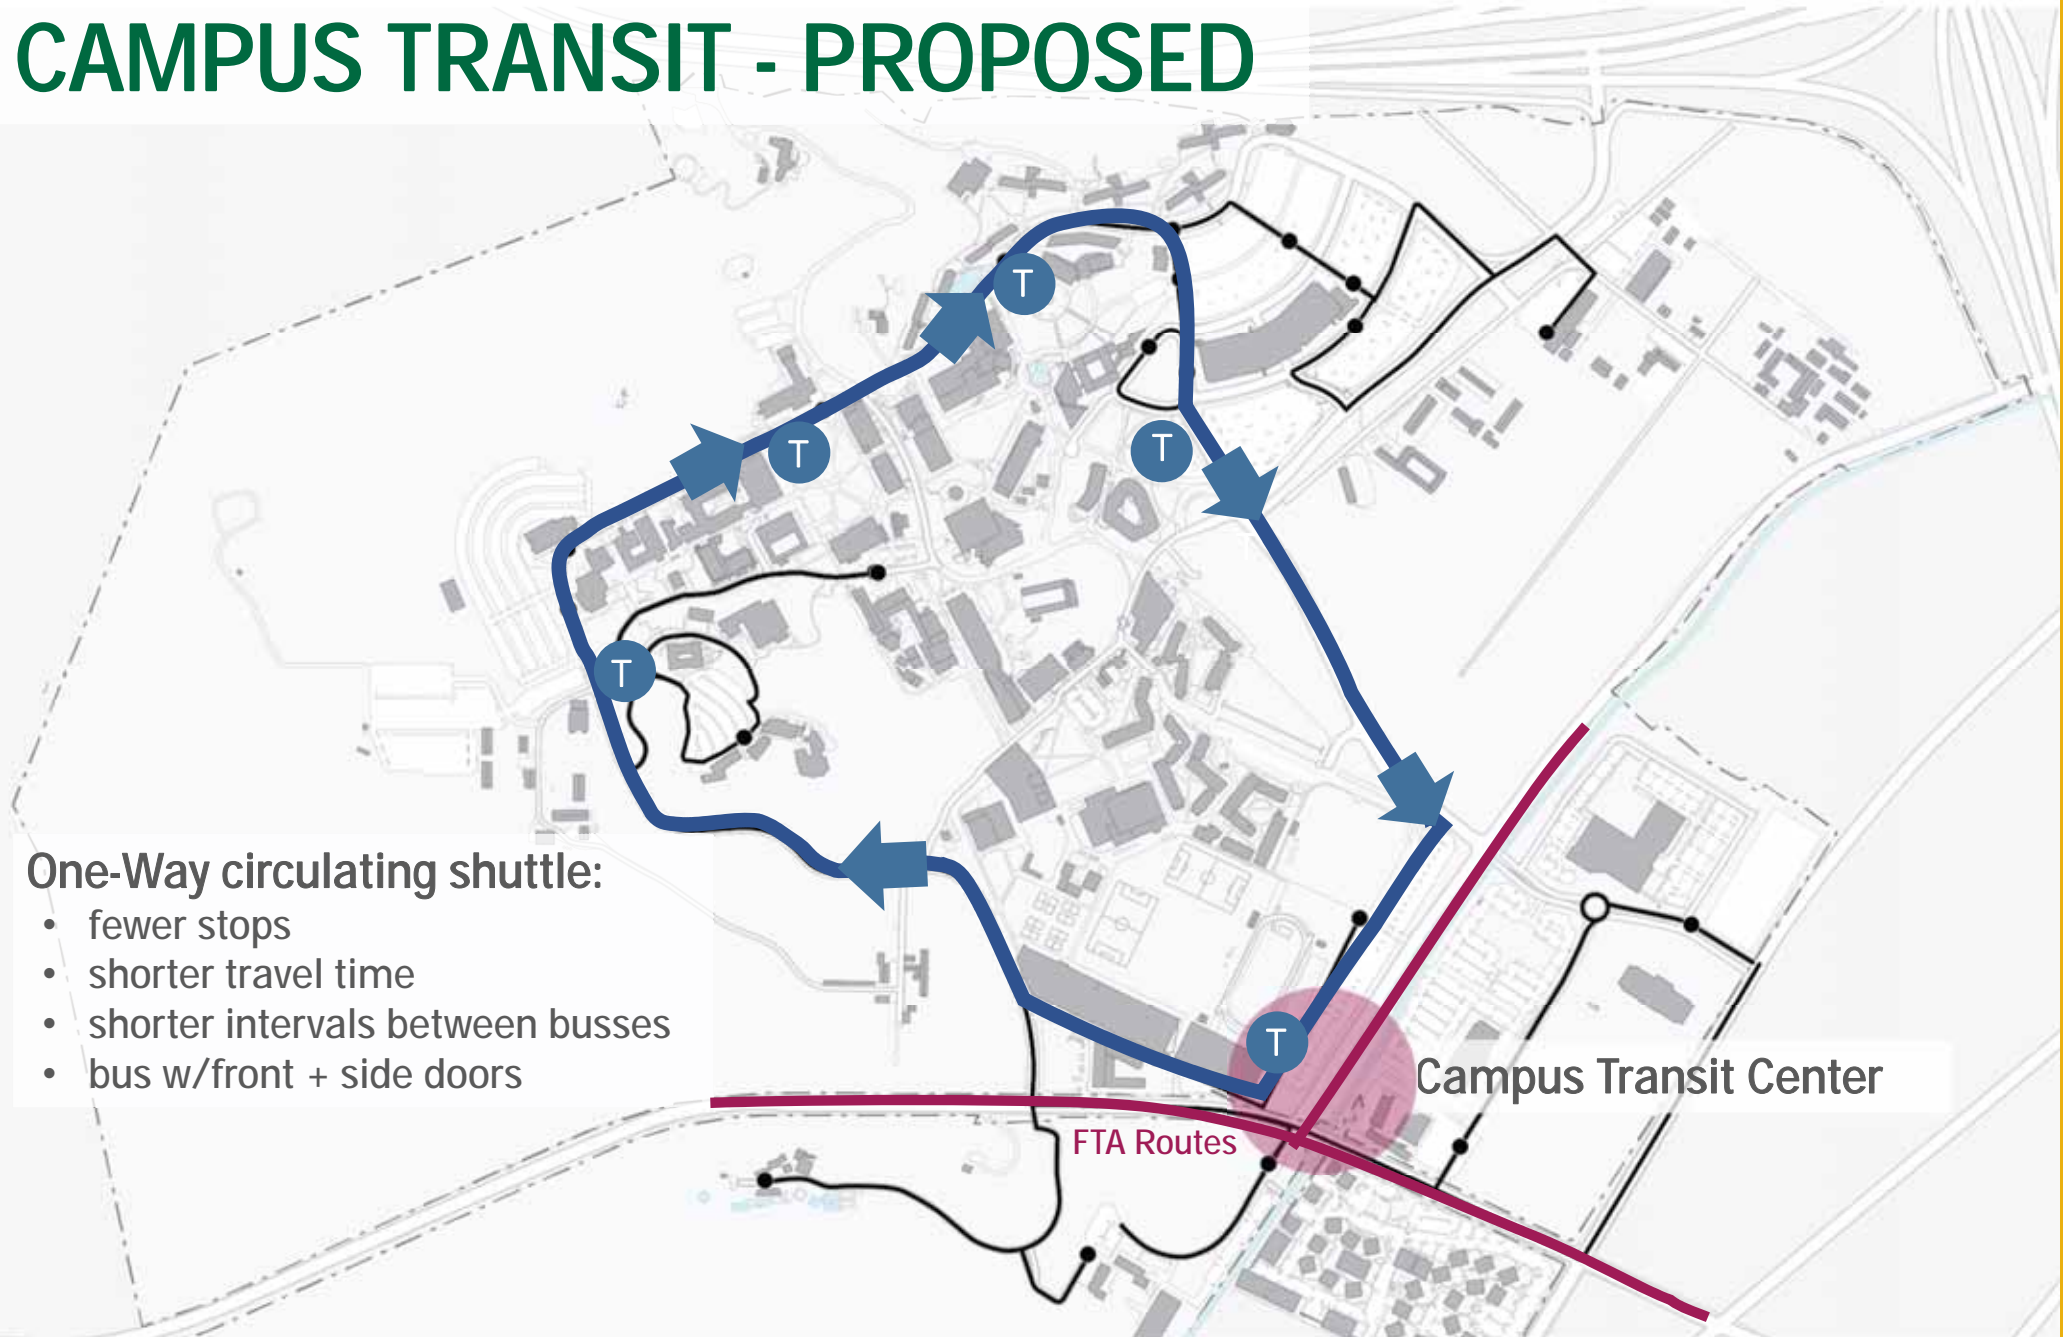 CAMPUS TRANSIT - PROPOSED
T
T
T
T
One-Way circulating shuttle:
• fewer stops
• shorter travel time
• shorter intervals between busses
• bus w/front + side doors
T
Campus Transit Center
FTA Routes